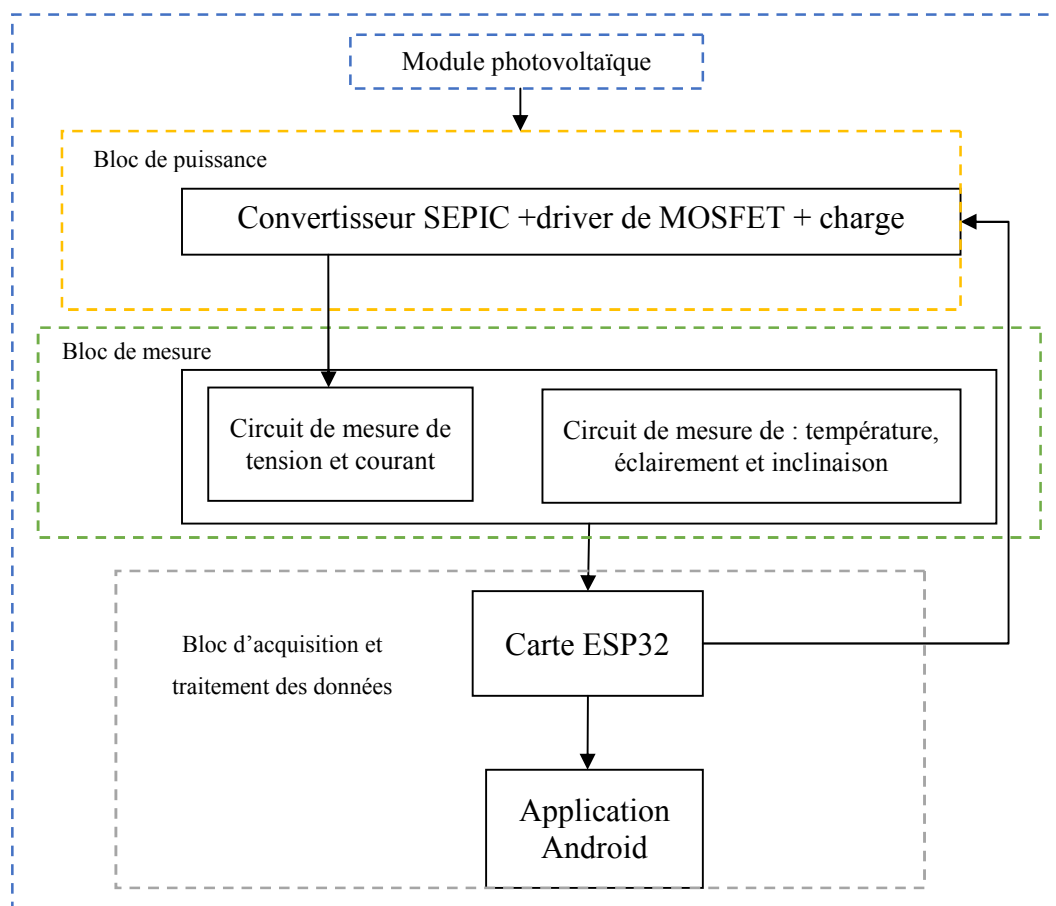 Module photovoltaïque
Bloc de puissance
Convertisseur SEPIC +driver de MOSFET + charge
Bloc de mesure
Circuit de mesure de
tension et courant
Circuit de mesure de : température,
éclairement et inclinaison
Bloc d’acquisition et
traitement des données
Carte ESP32
Application
Android